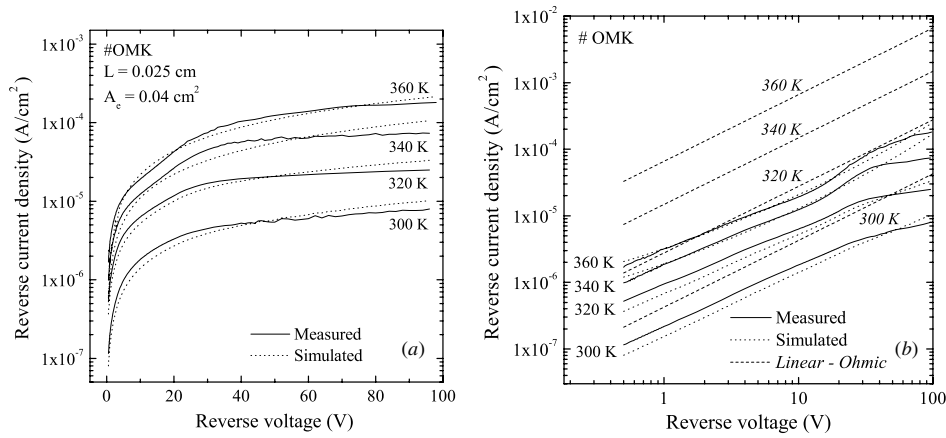 #OMK
L = 0.025 cm
Aₑ = 0.04 cm²
1x10⁻³
1x10⁻⁴
1x10⁻⁵
1x10⁻⁶
1x10⁻⁷
Reverse current density (A/cm²)
360 K
340 K
320 K
300 K
Measured
Simulated
(a)
0 20 40 60 80 100
Reverse voltage (V)
# OMK
1x10⁻²
1x10⁻³
1x10⁻⁴
1x10⁻⁵
1x10⁻⁶
1x10⁻⁷
Reverse current density (A/cm²)
360 K
340 K
320 K
300 K
360 K
340 K
320 K
300 K
Measured
Simulated
Linear - Ohmic
(b)
1 10 100
Reverse voltage (V)